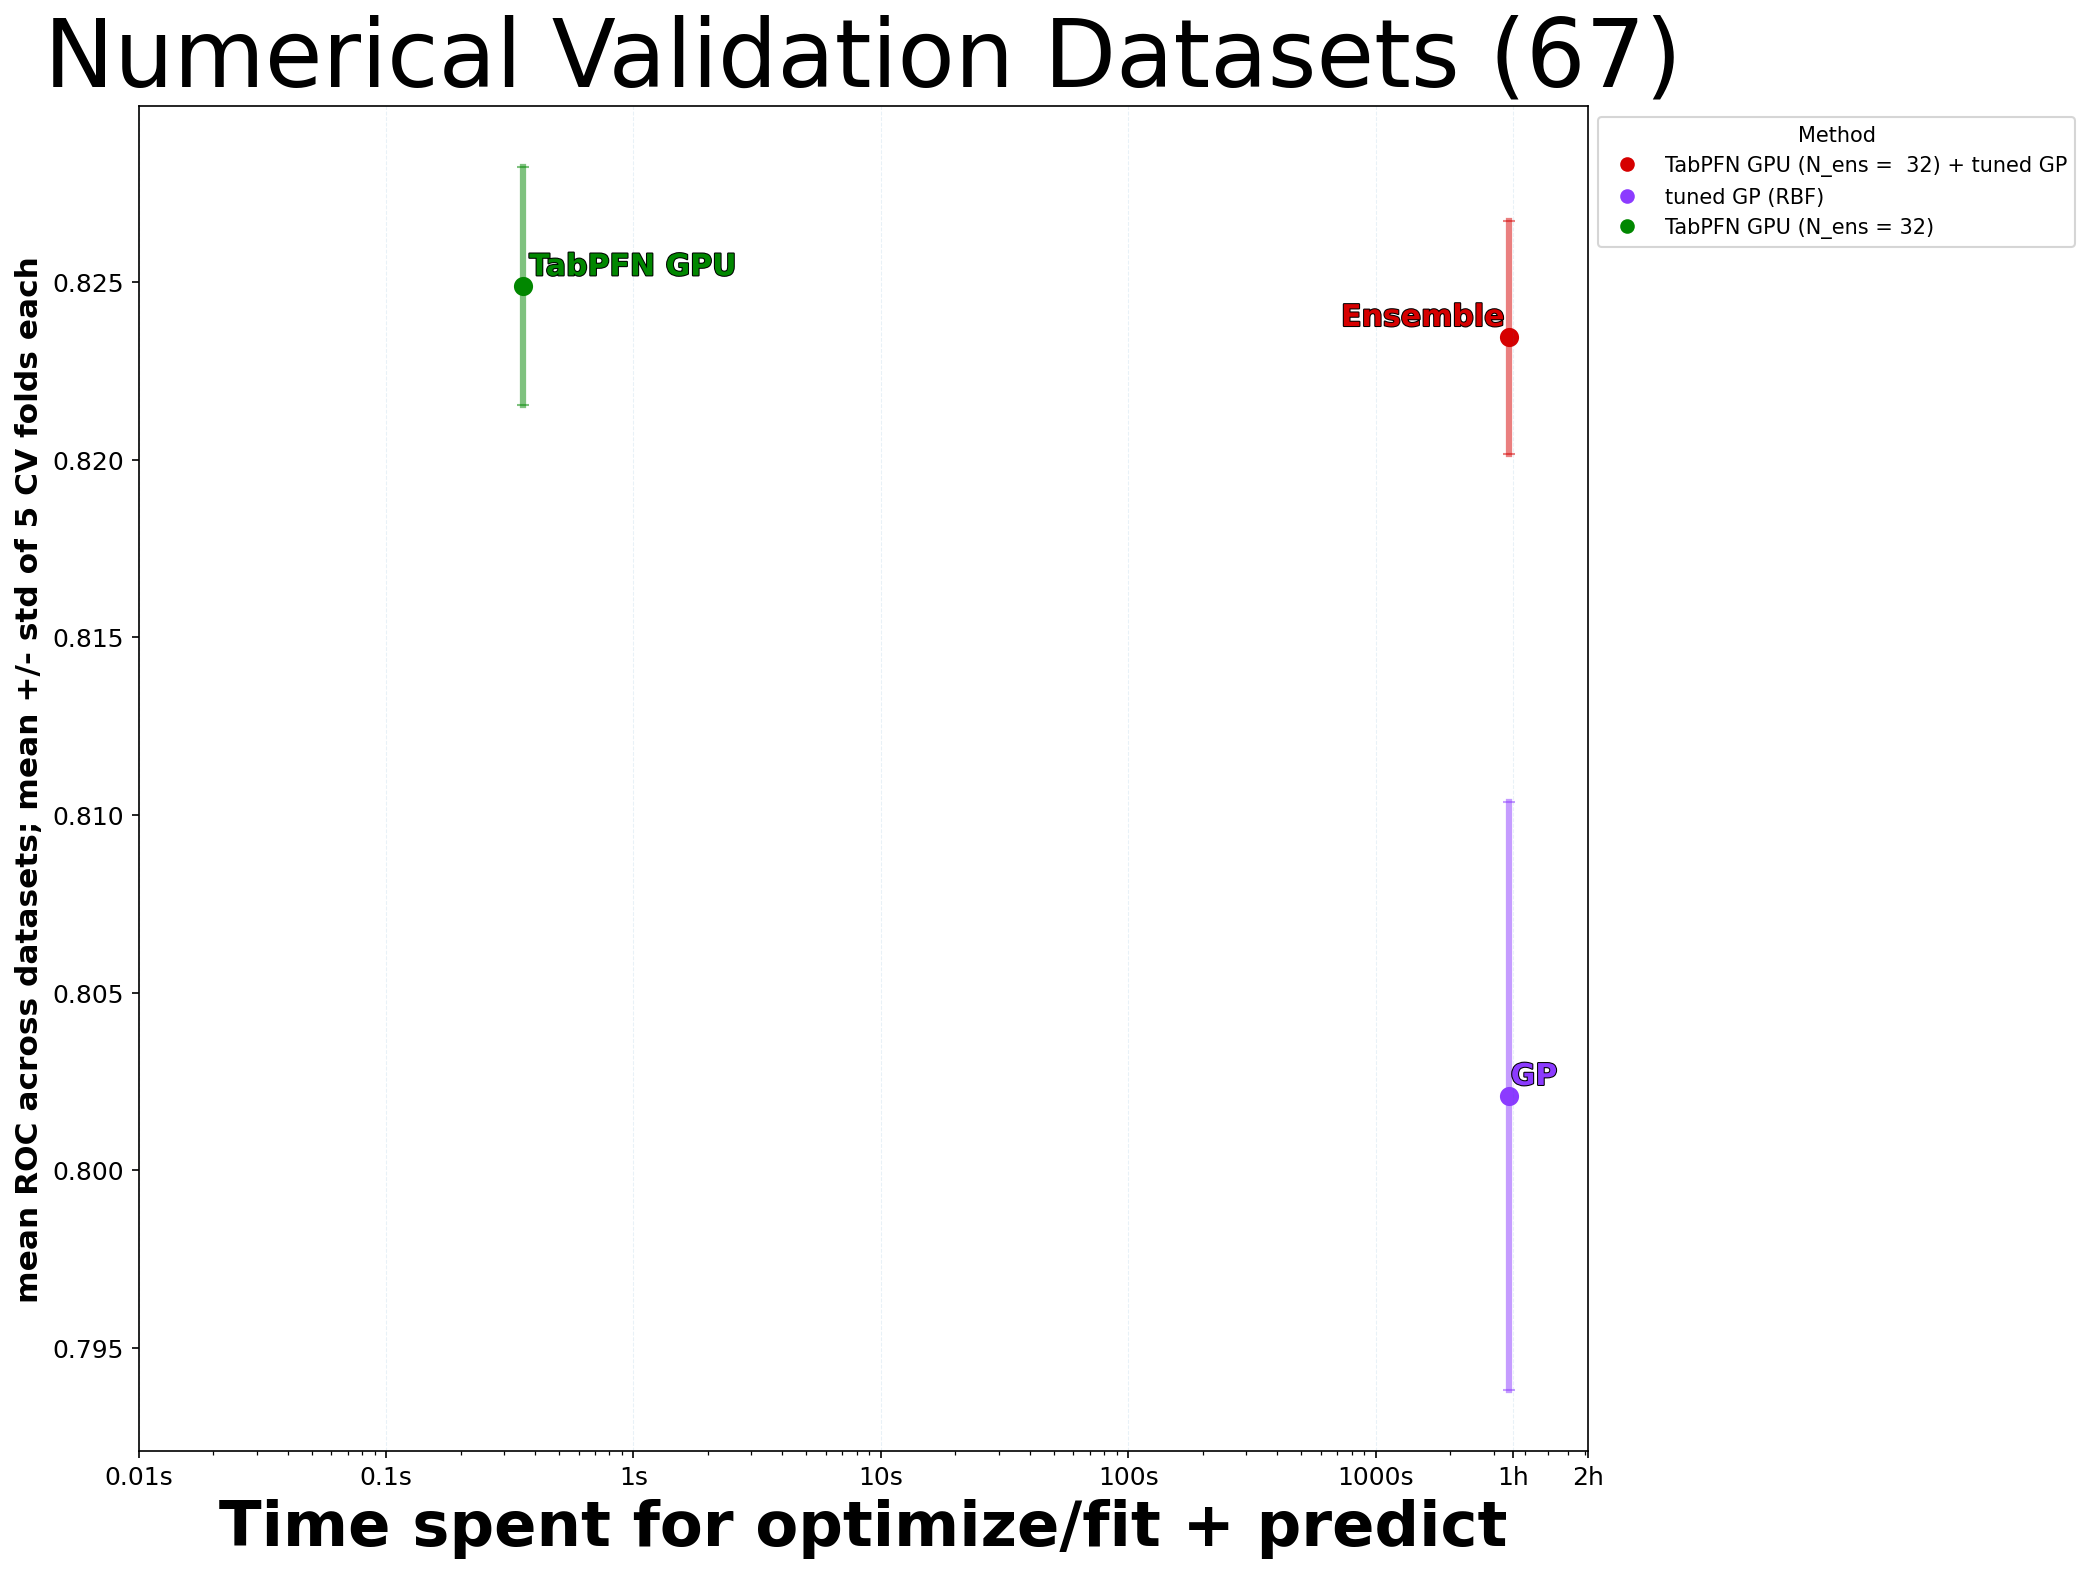 Numerical Validation Datasets (67)
Method
TabPFN GPU (N_ens =  32) + tuned GP
tuned GP (RBF)
TabPFN GPU (N_ens = 32)
mean ROC across datasets; mean +/- std of 5 CV folds each
0.825
0.820
0.815
0.810
0.805
0.800
0.795
TabPFN GPU
Ensemble
GP
0.01s 0.1s 1s 10s 100s 1000s 1h 2h
Time spent for optimize/fit + predict